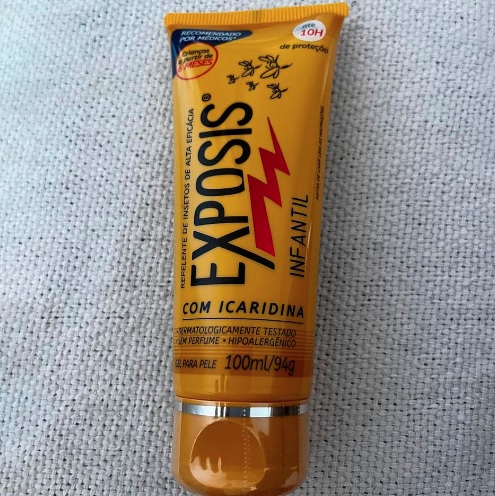 RECOMENDADO
POR MÉDICOS*
Crianças
a partir de
6 MESES
até
10H
de proteção
REPELENTE DE INSETOS DE ALTA EFICÁCIA
EXPOSIS®
INFANTIL
COM ICARIDINA
DERMATOLOGICAMENTE TESTADO
SEM PERFUME • HIPOALERGÊNICO
GEL PARA PELE 100ml/94g